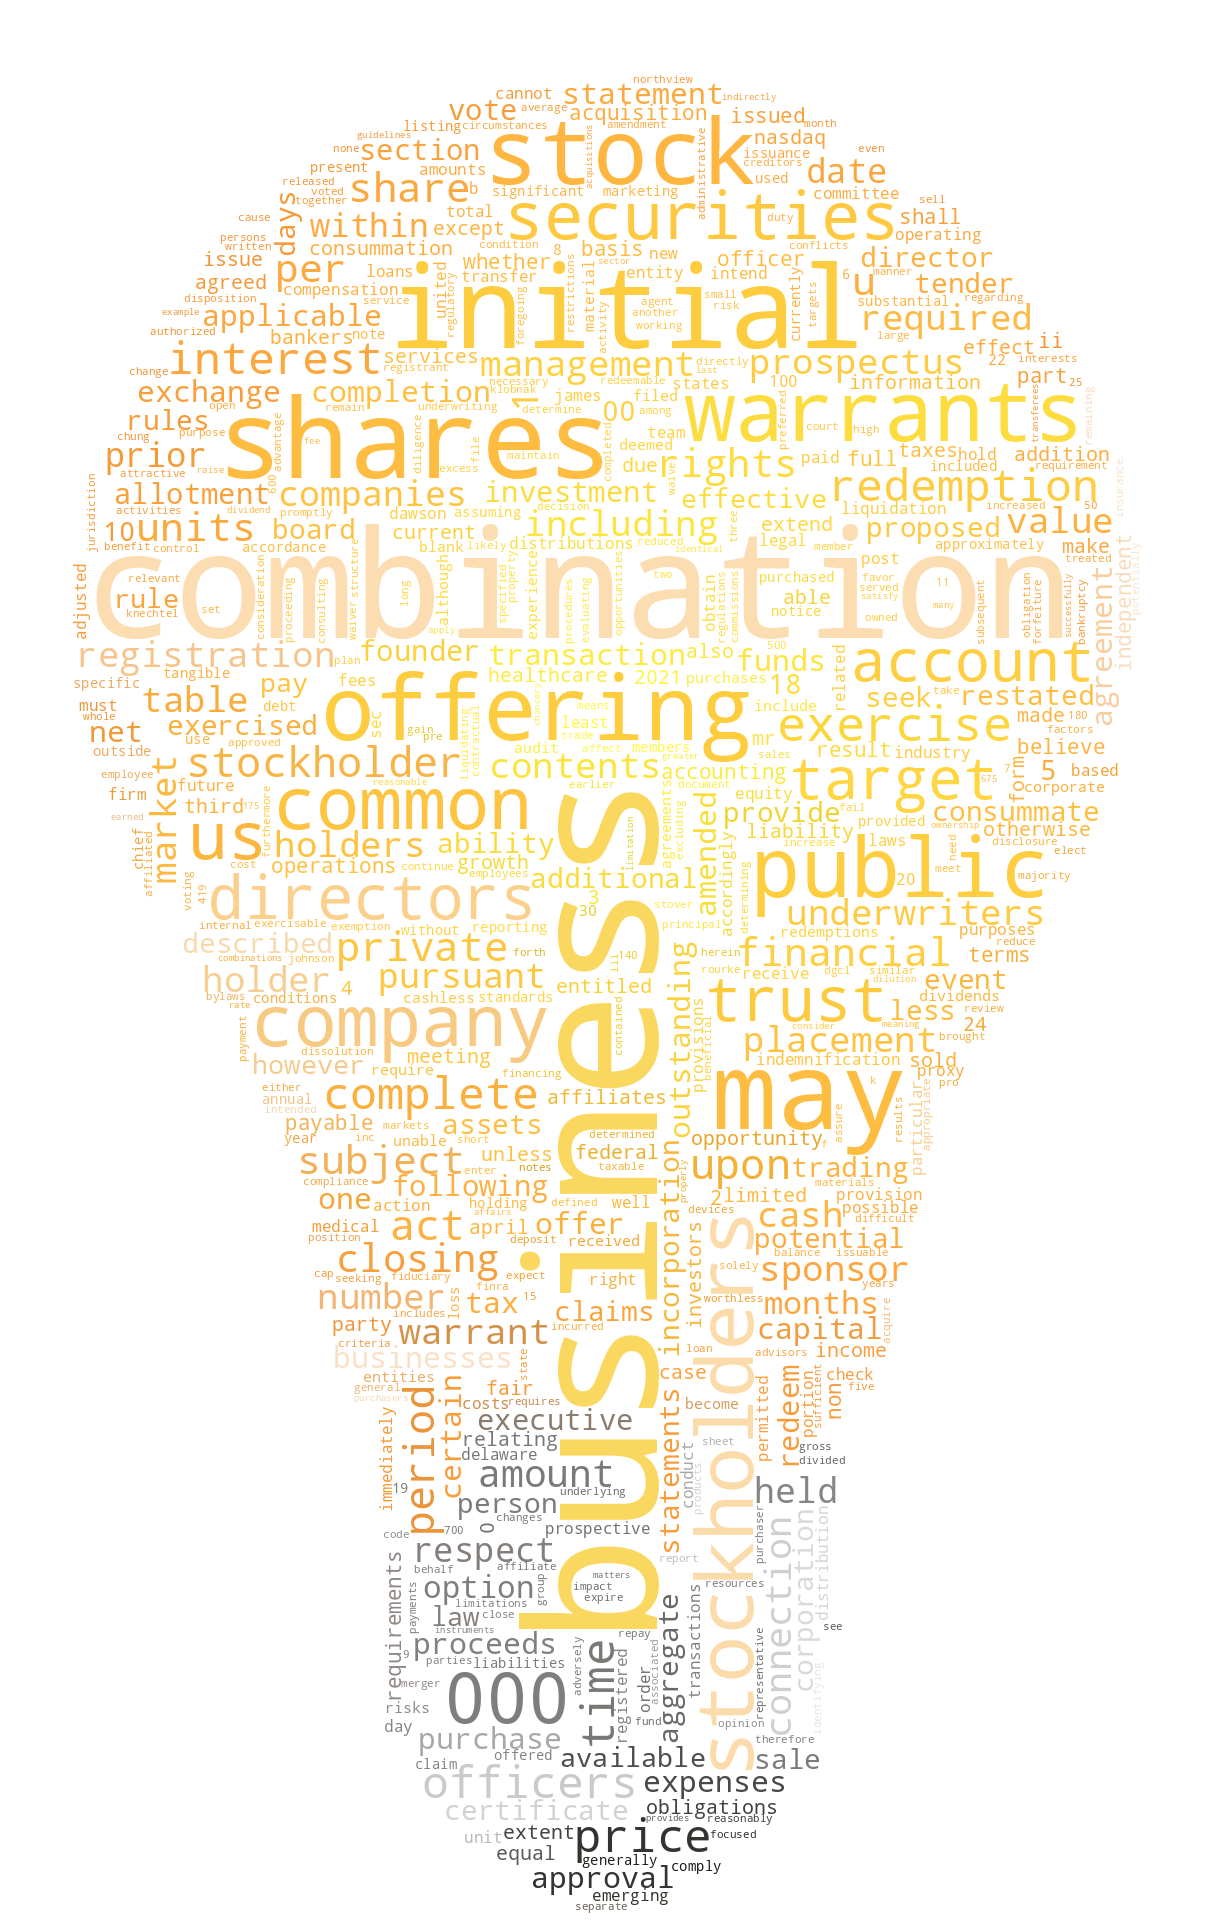 northview
cannot statement indirectly
vote average acquisition issued month
listing circumstances amendment nasdaq
guidelines stock acquisitions administrative
none section issuance even
present amounts creditors date
released share b significant marketing used committee
voted together days total securities duty sell shall
cause within except operating
persons written consummation condition 8 basis new officer conflicts director
issue per loans whether sector entity intend 6 manner
agreed compensation united transfer material restrictions currently u tender
disposition service regulatory initial agent small targets substantial regarding
example applicable foregoing activity another risk required large
authorized bankers note working effect ii
interest services management directly prospectus 22 interests
change registrant last part 25
exchange completion necessary redeemable states 100 information
klobnak james filed preferred transferees remaining
open remain underwriting 1 determine 00 among warrants
rules team court high
chung purpose fee shares file maintain completed deemed rights paid full taxes hold addition
prior advantage diligence due included requirement
attractive raise 600 excess waive redemption insurance
allotment companies investment effective increased 50
jurisdiction activities dividend promptly dawson assuming decision three extend liquidation value
10 units board current including legal proposed make
benefit control accordance blank likely distributions reduced identical member post approximately treated
combination
adjusted relevant consideration proceeding consulting waiver structure long although experience specified property procedures evaluating opportunities two obtain regulations commissions purchased favor served satisfy 11 subsequent obligation forfeiture successfully bankruptcy agreement independent potentially
rule able
knechtel set apply notice owned many
registration plan founder transaction also funds 500 account
specific tangible fees healthcare 2021 purchases 18 related
must table pay offering chancery means include seek take restated
whole net debt least made 180
exercised sec gain trade mr exercise factors
outside use approved pre audit affect members sales result industry believe
stockholder liquidating contractual contents greater accounting target 7 form
employee future reasonable earlier document 675 5 based
firm market third 175 common equity corporate
earned agreements provide fail provided ownership consummate
us furthermore limitation excluding amended liability laws otherwise
chief affiliated holders ability increase need disclosure elect
cost operations continue growth employees accordingly public meet majority
voting 419 directors additional determining 20
3 stover underwriters
internal exercisable exemption without reporting 30 principal redemptions purposes
described private forth herein financial reduce
combinations johnson iii 140 terms
holder pursuant entitled rourke receive dgcl similar dilution event
bylaws conditions 4 cashless standards outstanding dividends
rate trust less review
payment company contained provisions beneficial consider meaning 24
dissolution meeting placement brought
however require financing indemnification sold proxy
either k pro
annual complete affiliates may
intended particular appropriate
payable markets assets determined opportunity f assure results
year inc unable short
subject unless federal
enter notes taxable properly upon trading
compliance following materials
one action holding defined well 2 limited provision
affairs devices possible
medical act april offer cash difficult
position deposit received investors potential
closing balance issuable
cap seeking fiduciary expect right incorporation solely sponsor
finra years
number loss tax 15 claims worthless months
includes
party warrant incurred capital acquire
criteria loan
businesses state advisors income
entities case check
general fair portion sufficient five
purchasers costs requires become permitted redeem non
period certain executive business stockholders
immediately relating statements sheet gross
delaware conduct divided
19 amount products held
underlying
person changes
code 700 0 prospective purchaser connection corporation distribution
respect report
behalf affiliate matters
requirements option group impact resources
payments limitations expire
law close aggregate transactions see
instruments repay
proceeds adversely representative
9 parties liabilities time associated identifying
merger registered order
risks 000 fund opinion
day purchase therefore
offered available sale
claim
officers expenses
certificate obligations
provides reasonably
unit extent price focused
equal generally comply
approval
emerging
separate